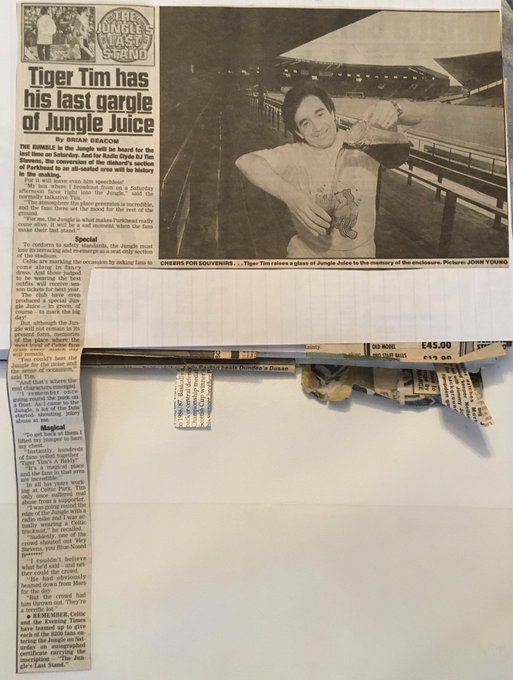 THE
JUNGLE'S
LAST
STAND
Tiger Tim has
his last gargle
of Jungle Juice
By BRIAN BEACOM
THE RUMBLE in the Jungle will be heard for the
last time on Saturday. And for Radio Clyde DJ Tim
Stevens, the conversion of the diehard's section
of Parkhead to an all-seated area will be history
in the making.
For it will leave even him speechless!
"My box where I broadcast from on a Saturday
afternoon faces right into the Jungle," said the
normally talkative Tim.
"The atmosphere the place generates is incredible,
and the fans there set the mood for the rest of the
ground.
"For me, the Jungle is what makes Parkhead really
come alive. It will be a sad moment when the fans
make their last stand."
Special
To conform to safety standards, the Jungle must
lose its terracing and re-emerge as a seat-only section
of the stadium.
Celtic are marking the occasion by asking fans to
come along in fancy
dress. And those judged
to be wearing the best
outfits will receive sea-
son tickets for next year.
The club have even
produced a special Jun-
gle Juice - in green, of
course - to mark the big
day!
But, although the Jun-
gle will not remain in its
present form, memories
of the place where the
most loyal of Celtic fans
will remain.
"You could't beat the
Jungle for the noise and
the sense of occasion,"
said Tim.
"And that's where the
real characters emerged.
"I remember once
going round the park on
a float. As I came to the
Jungle, a lot of the fans
started shouting jokey
abuse at me.
Magical
"To get back at them I
lifted my jumper to bare
my chest.
"Instantly, hundreds
of fans yelled together
'Tiger Tim's A Baldy!'
"It's a magical place
and the fans in that area
are incredible."
In all his years work-
ing at Celtic Park, Tim
only once suffered real
abuse from a supporter.
"I was going round the
edge of the Jungle with a
radio mike and I was ac-
tually wearing a Celtic
tracksuit," he recalled.
"Suddenly, one of the
crowd shouted out 'Hey
Stevens, you Blue-Nosed
B******!'
"I couldn't believe
what he'd said - and nei-
ther could the crowd.
"He had obviously
beamed down from Mars
for the day.
"But the crowd had
him thrown out. They're
a terrific lot."
● REMEMBER, Celtic
and the Evening Times
have teamed up to give
each of the 8200 fans en-
tering the Jungle on Sat-
urday an autographed
certificate carrying the
inscription - "The Jun-
gle's Last Stand."
CHEERS FOR SOUVENIRS . . . Tiger Tim raises a glass of Jungle Juice to the memory of the enclosure. Picture: JOHN YOUNG
OLD MODEL £45.00
PRO STAFF BALLS £12.99
beats Dundee's Dusan